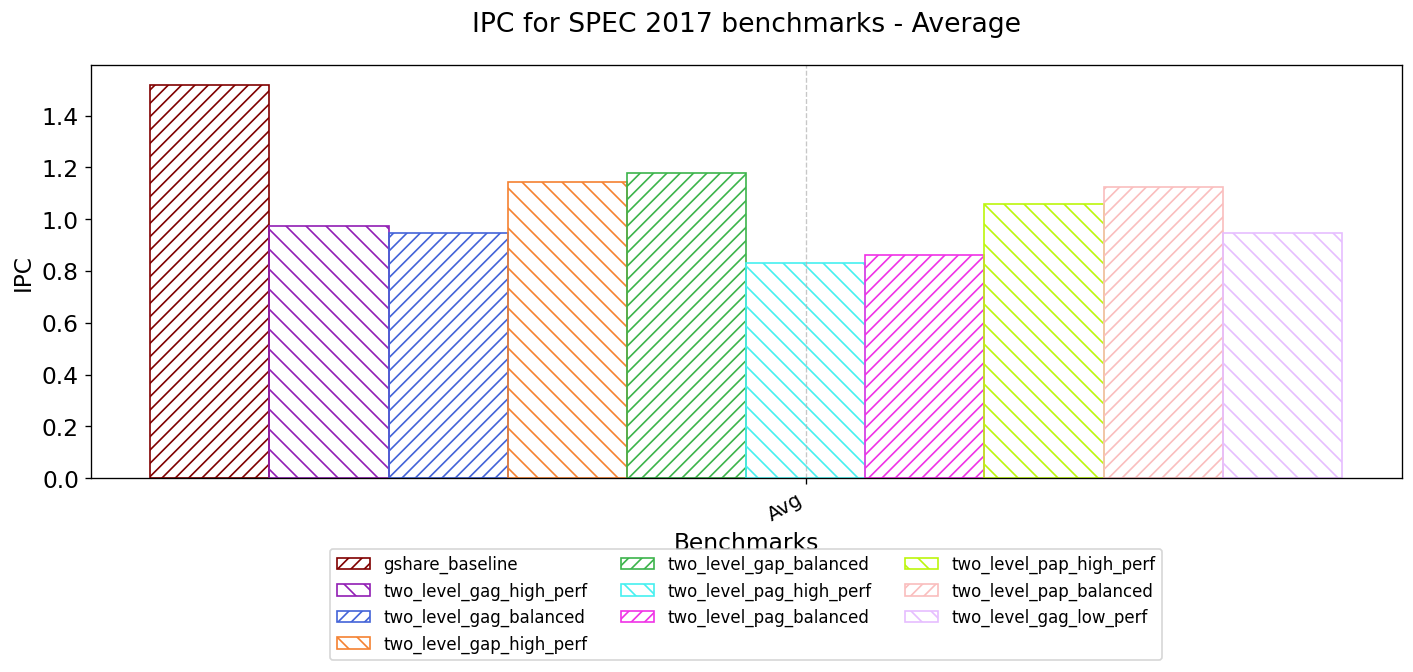 IPC for SPEC 2017 benchmarks - Average
IPC
1.4
1.2
1.0
0.8
0.6
0.4
0.2
0.0
Avg
Benchmarks
gshare_baseline
two_level_gag_high_perf
two_level_gag_balanced
two_level_gap_high_perf
two_level_gap_balanced
two_level_pag_high_perf
two_level_pag_balanced
two_level_pap_high_perf
two_level_pap_balanced
two_level_gag_low_perf